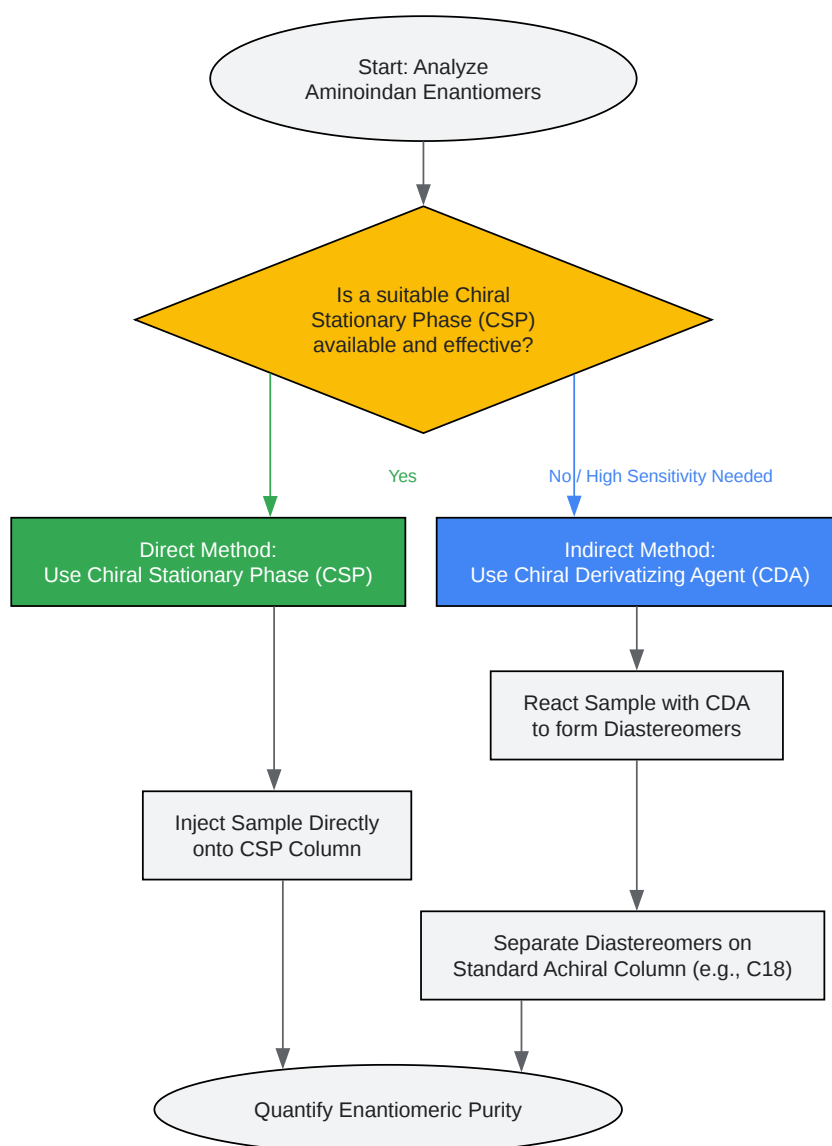 Start: Analyze
Aminoindan Enantiomers
Is a suitable Chiral
Stationary Phase (CSP)
available and effective?
Yes
No / High Sensitivity Needed
Direct Method:
Use Chiral Stationary Phase (CSP)
Indirect Method:
Use Chiral Derivatizing Agent (CDA)
React Sample with CDA
to form Diastereomers
Inject Sample Directly
onto CSP Column
Separate Diastereomers on
Standard Achiral Column (e.g., C18)
Quantify Enantiomeric Purity